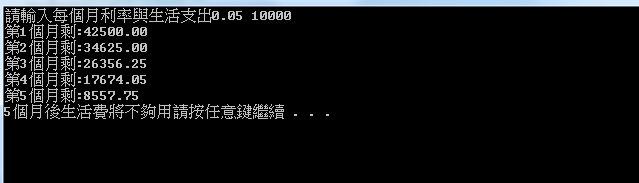 請輸入每個月利率與生活支出0.05 10000
第1個月剩:42500.00
第2個月剩:34625.00
第3個月剩:26356.25
第4個月剩:17674.05
第5個月剩:8557.75
5個月後生活費將不夠用請按任意鍵繼續 . . .